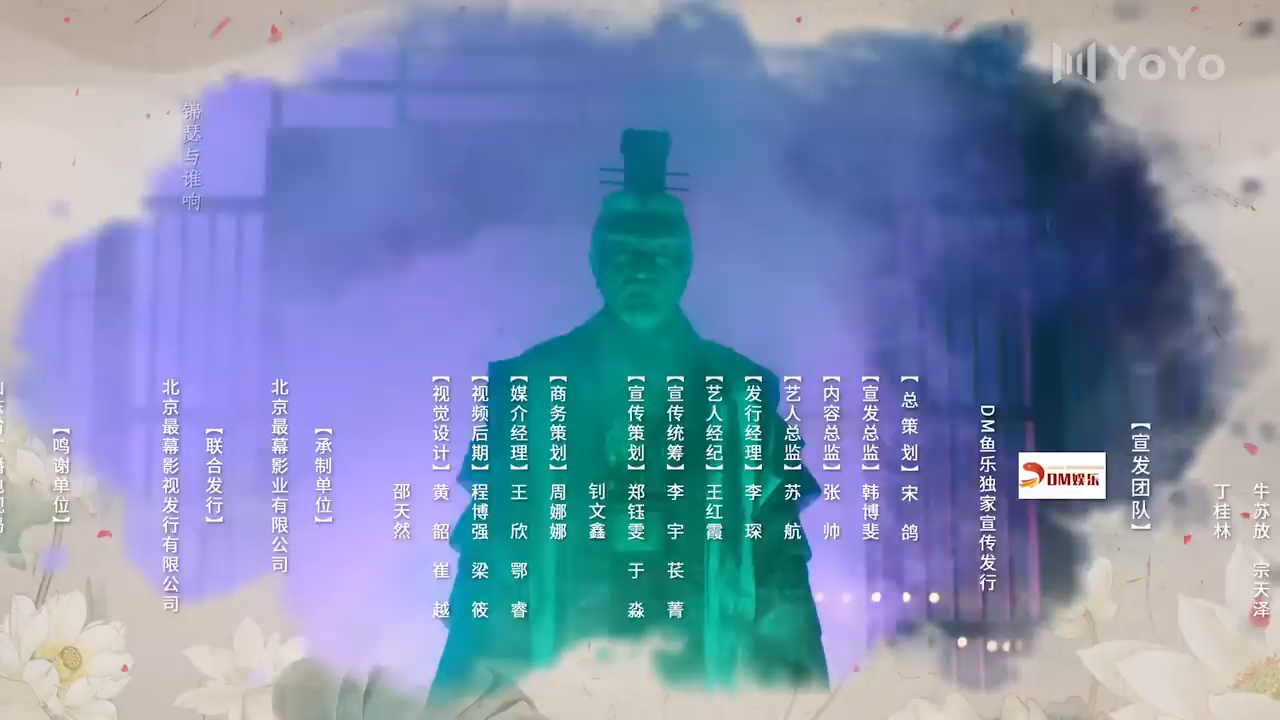 YoYo
牛苏放 宗天泽
丁桂林
【宣发团队】
DM娱乐
DM鱼乐独家宣传发行
【总策划】宋鸽
【宣发总监】韩博斐
【内容总监】张帅
【艺人总监】苏航
【发行经理】李琛
【艺人经纪】王红霞
【宣传统筹】李宇 苌菁
【宣传策划】郑钰雯 于淼
钊文鑫
【商务策划】周娜娜
【媒介经理】王欣 鄂睿
【视频后期】程博强 梁筱
【视觉设计】黄韶 崔越
邵天然
【承制单位】
北京最幕影业有限公司
【联合发行】
北京最幕影视发行有限公司
锦瑟与谁响
【鸣谢单位】